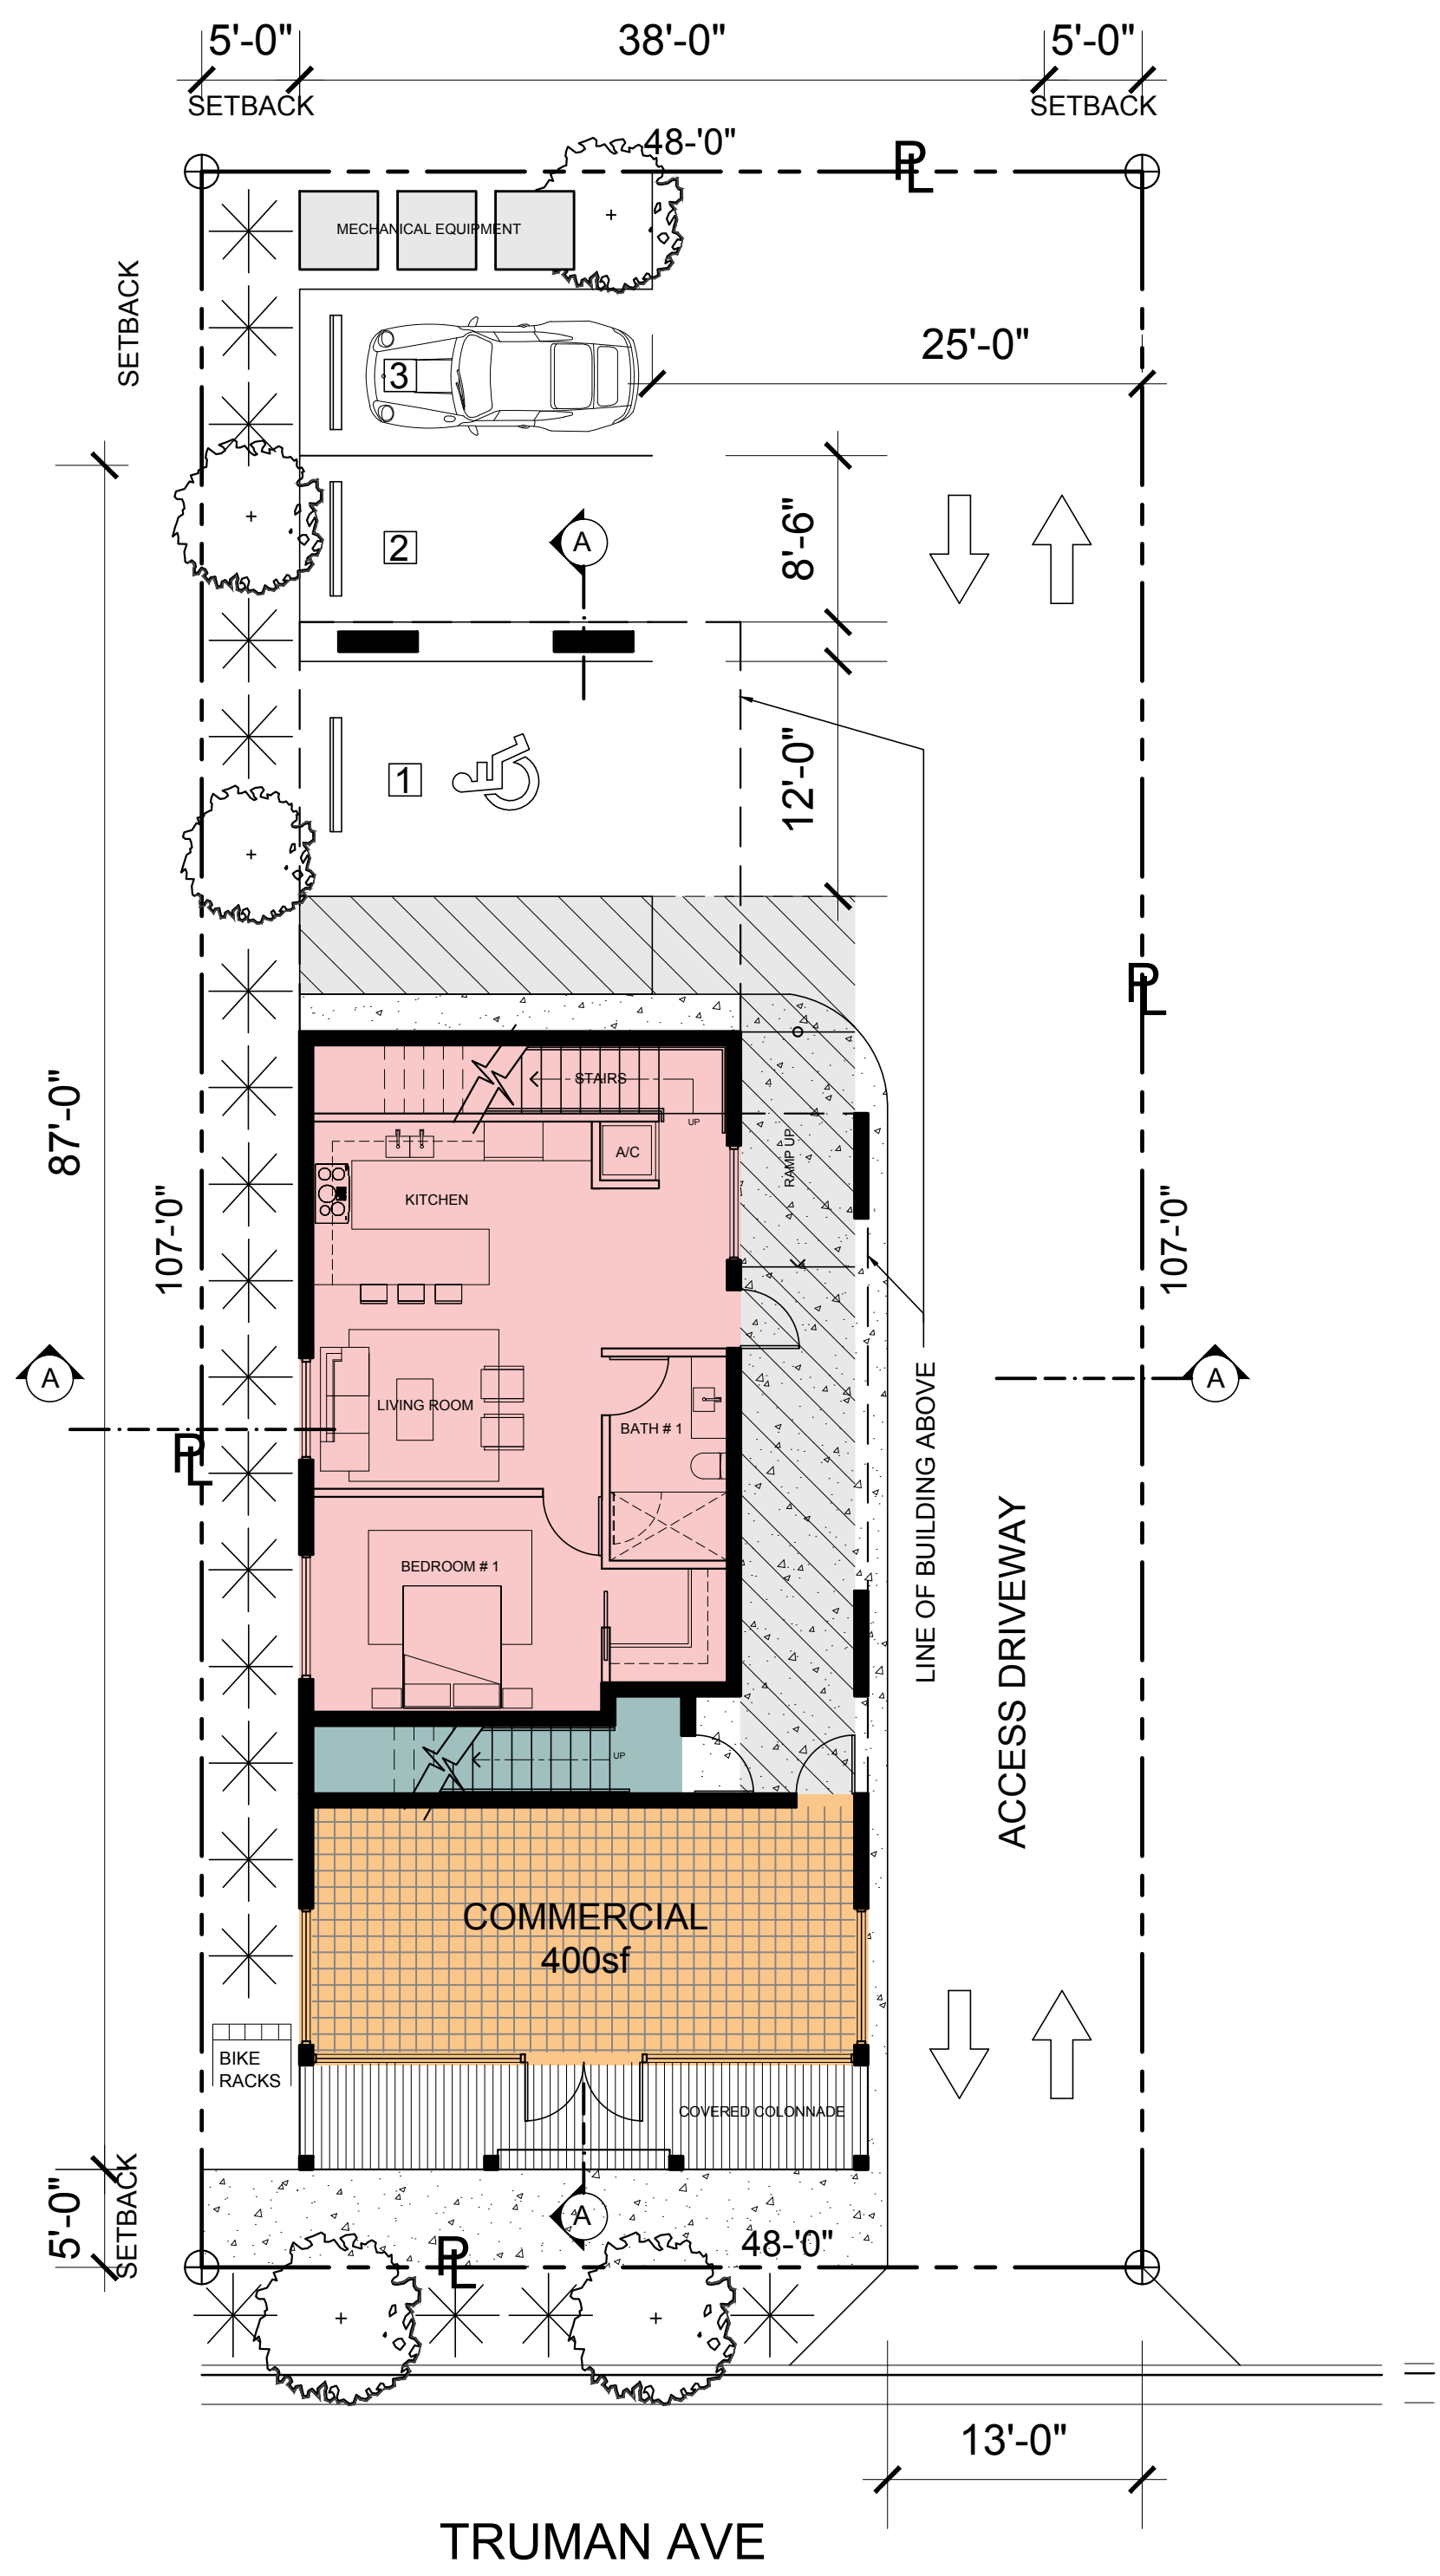 5'-0" 38'-0" 5'-0"
SETBACK SETBACK
48-'0"
PL
MECHANICAL EQUIPMENT
SETBACK
25'-0"
3
8'-6"
2
A
12'-0"
1
PL
87'-0"
STAIRS
UP
A/C
RAMP UP
KITCHEN
107-'0"
107-'0"
A
A
LIVING ROOM
BATH # 1
PL
LINE OF BUILDING ABOVE
ACCESS DRIVEWAY
BEDROOM # 1
UP
COMMERCIAL
400sf
BIKE
RACKS
COVERED COLONNADE
5'-0"
SETBACK
A
48-'0"
PL
13'-0"
TRUMAN AVE